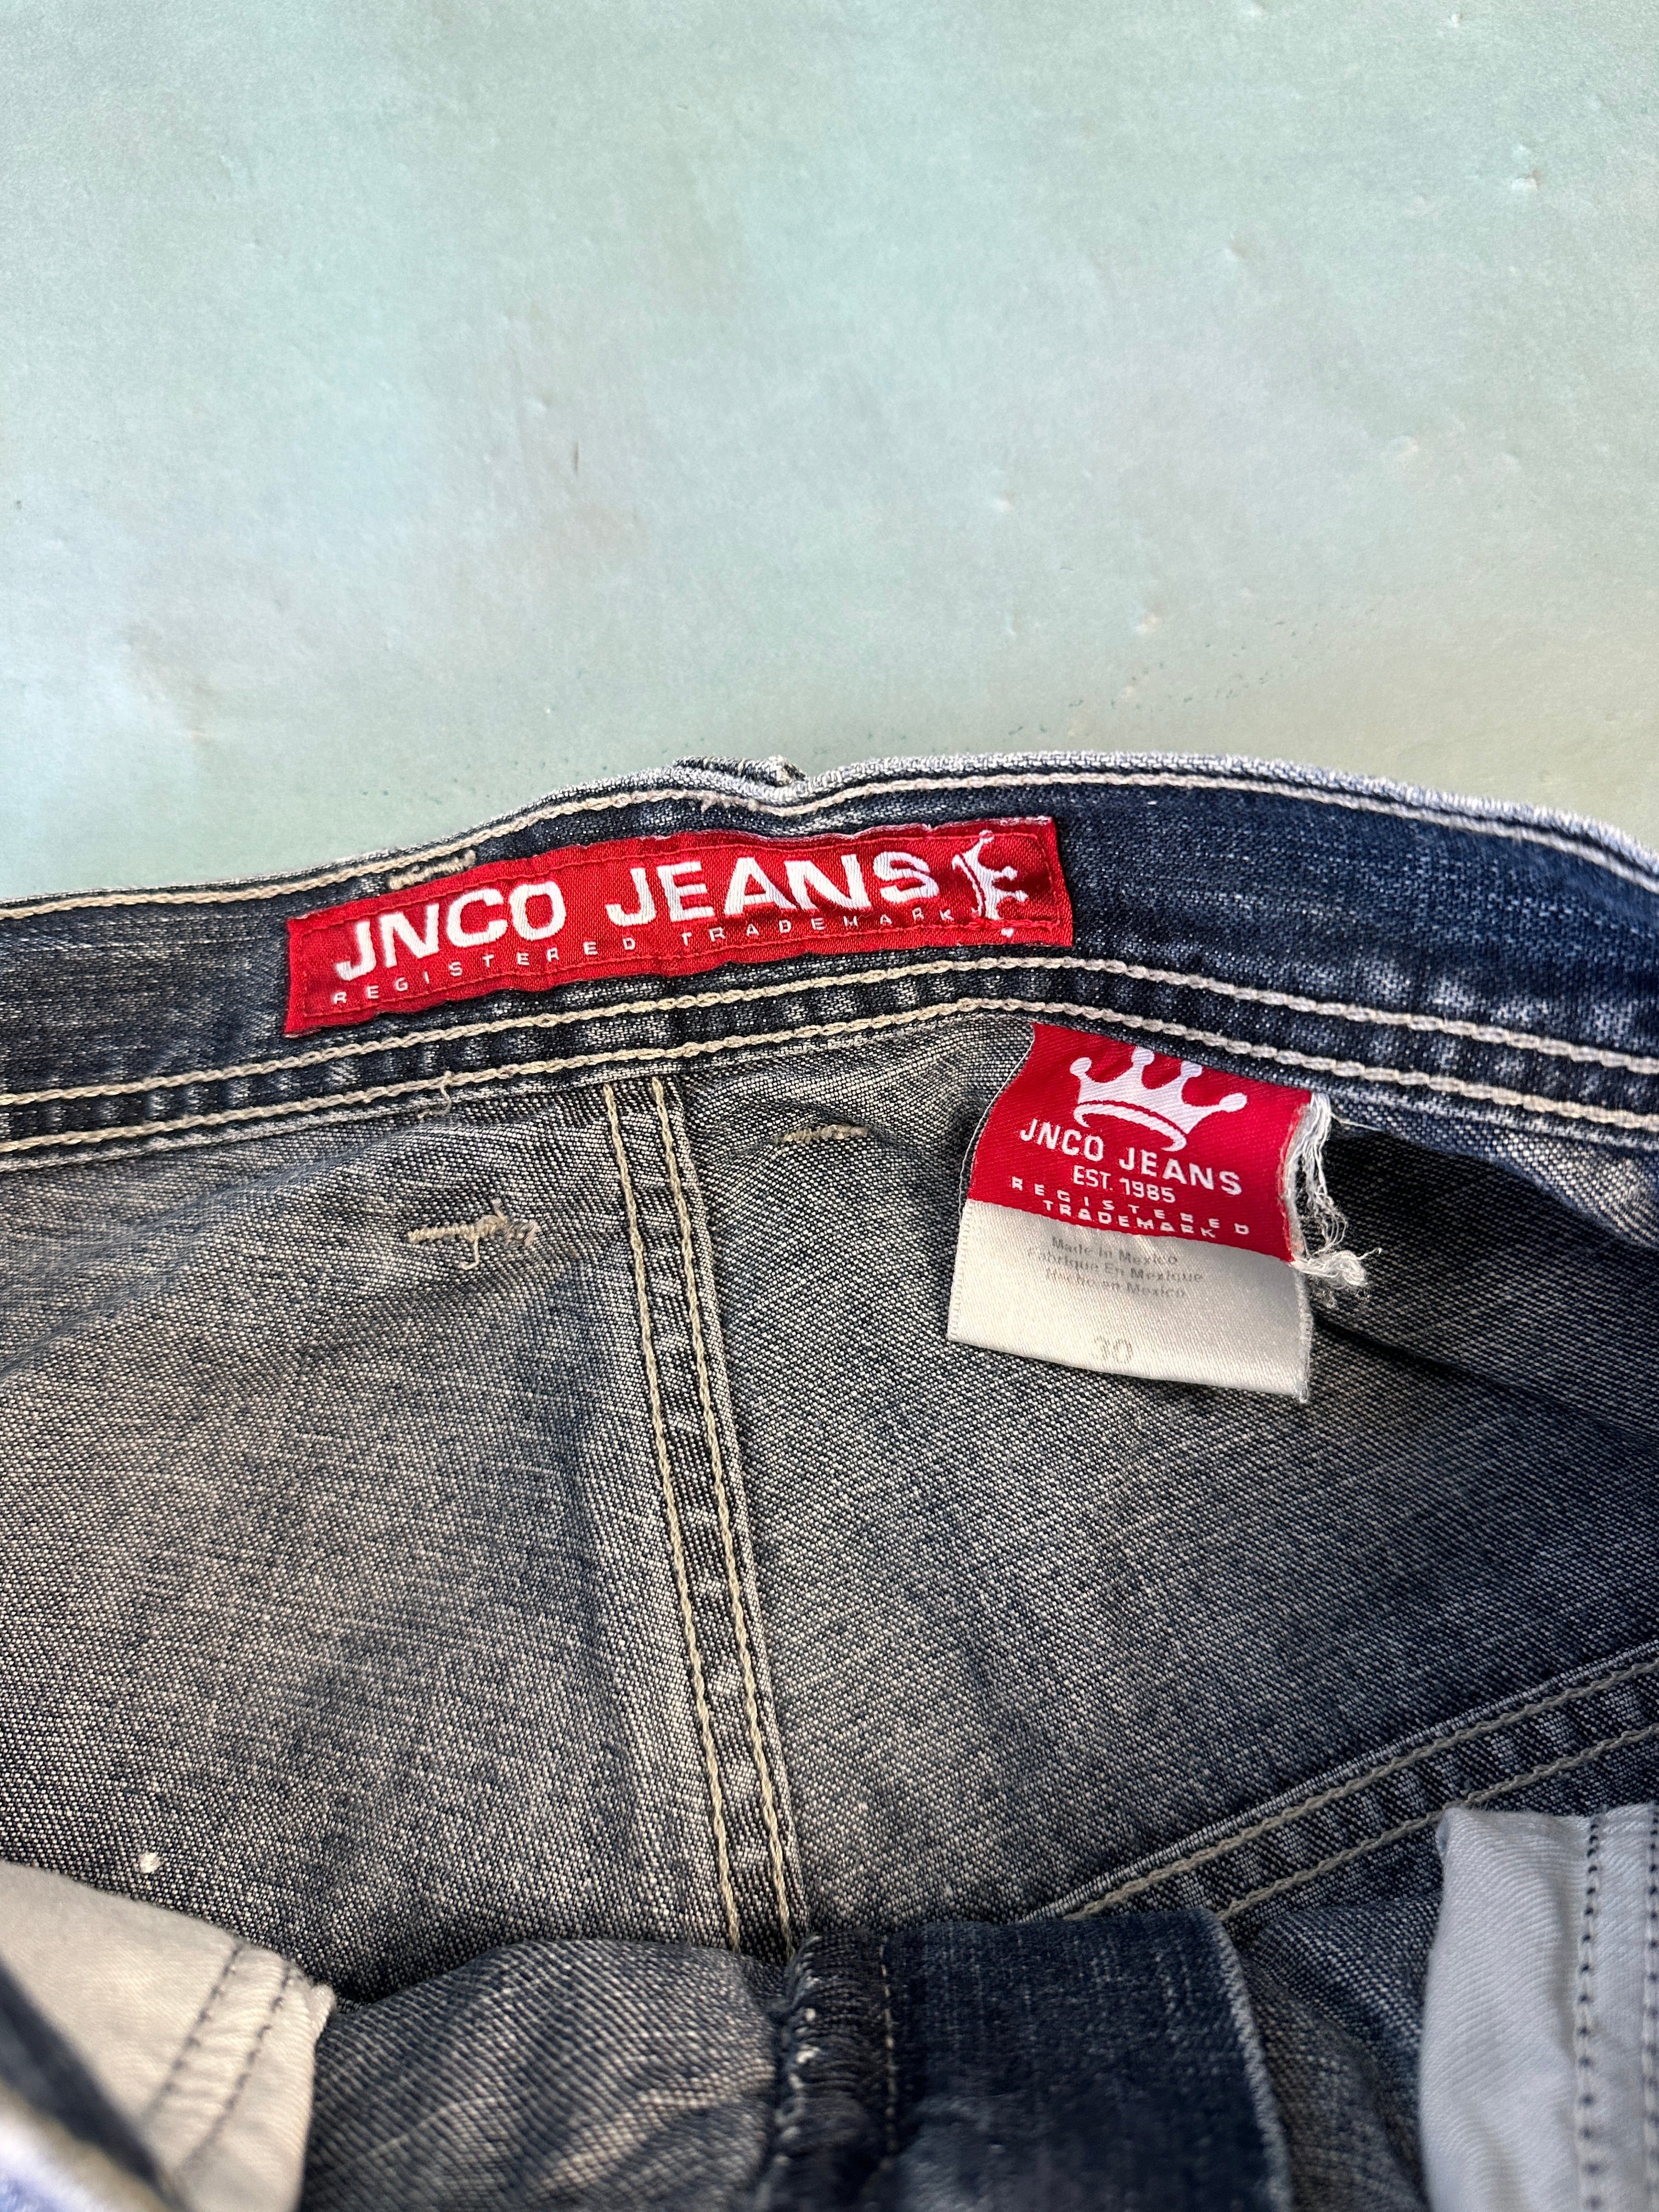 JNCO JEANS
REGISTERED TRADEMARK
JNCO JEANS
EST. 1985
REGISTERED
TRADEMARK
Made in Mexico
Fabrique En Mexique
Hecho en Mexico
30